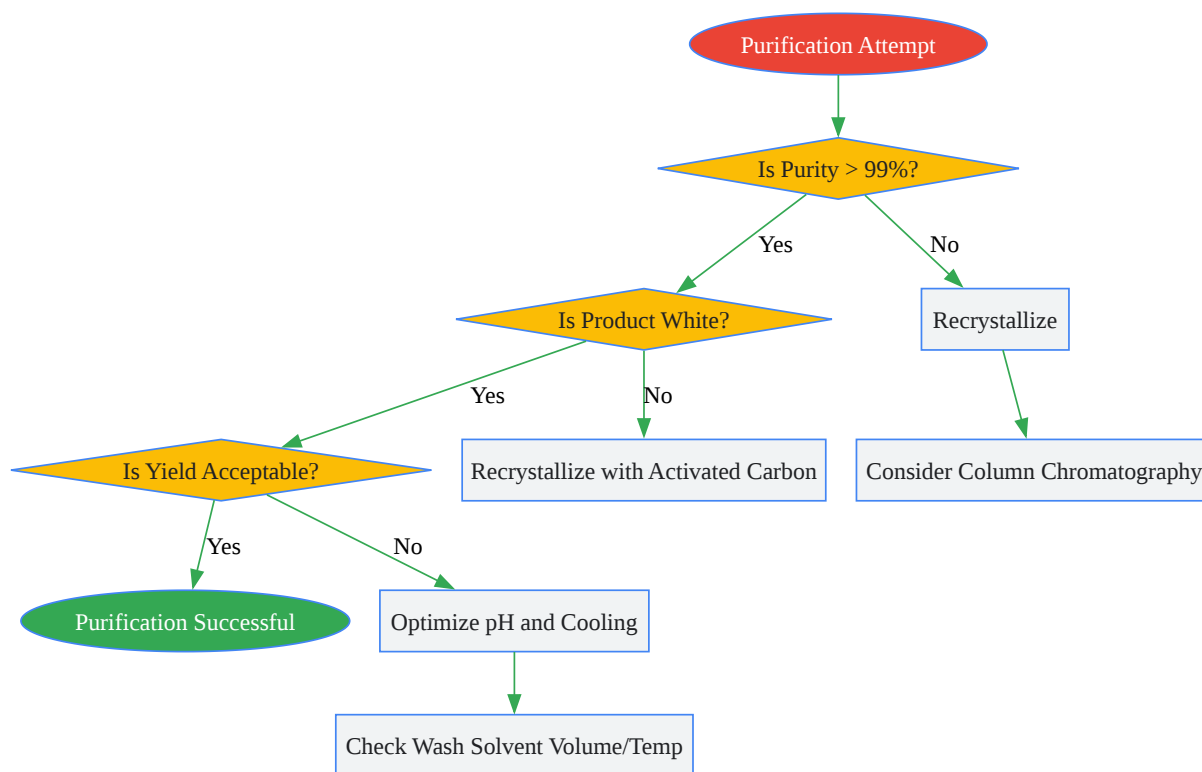 Purification Attempt
Is Purity > 99%?
Yes
No
Is Product White?
Recrystallize
Yes
No
Is Yield Acceptable?
Recrystallize with Activated Carbon
Consider Column Chromatography
Yes
No
Purification Successful
Optimize pH and Cooling
Check Wash Solvent Volume/Temp